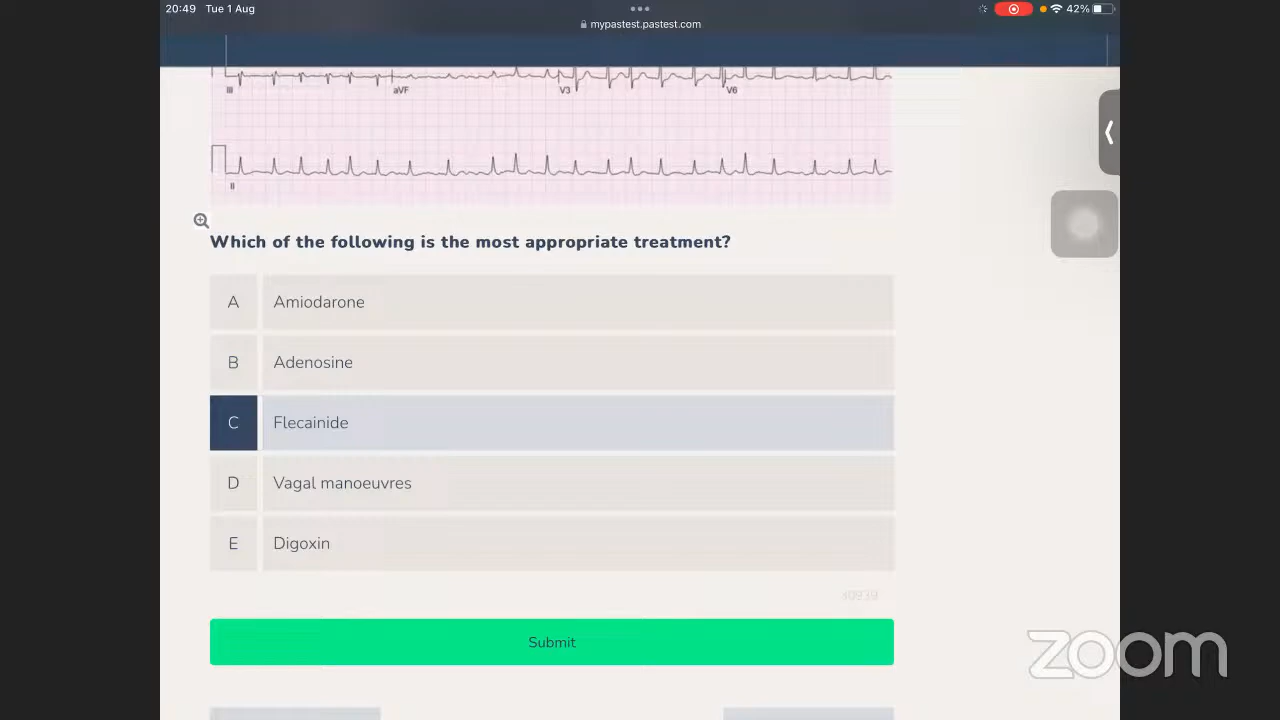 20:49 Tue 1 Aug
42%
mypastest.pastest.com
III aVF V3 V6
II
Which of the following is the most appropriate treatment?
A Amiodarone
B Adenosine
C Flecainide
D Vagal manoeuvres
E Digoxin
Submit
zoom